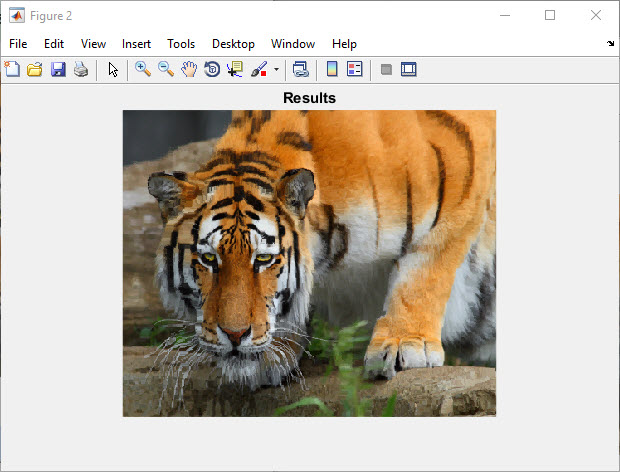 Figure 2
File Edit View Insert Tools Desktop Window Help
Results